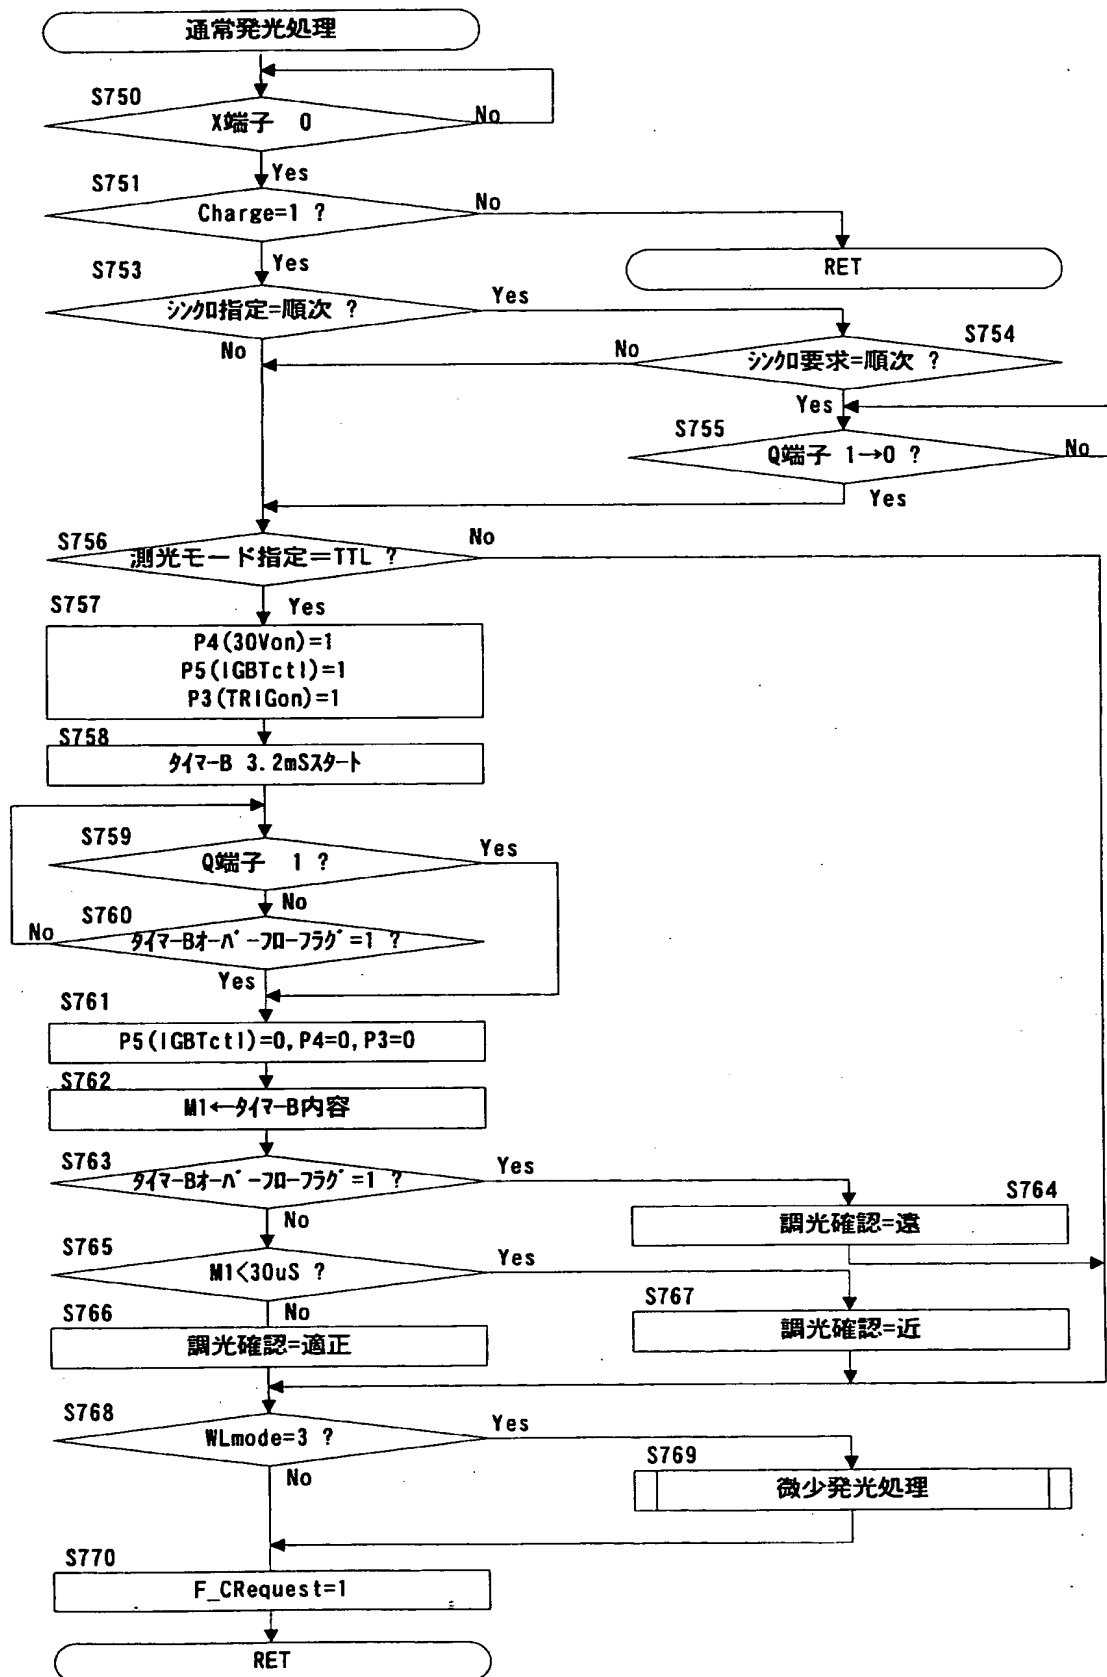 通常発光処理
S750
X端子 0
No
Yes
S751
Charge=1 ?
No
RET
Yes
S753
シンクロ指定=順次 ?
Yes
No
S754
シンクロ要求=順次 ?
No
Yes
S755
Q端子 1→0 ?
No
Yes
S756
測光モード指定=TTL ?
No
Yes
S757
P4(30Von)=1
P5(IGBTctl)=1
P3(TRIGon)=1
S758
タイマーB 3.2mSスタート
S759
Q端子 1 ?
Yes
No
S760
タイマーBオーバーフローフラグ=1 ?
No
Yes
S761
P5(IGBTctl)=0,P4=0,P3=0
S762
M1←タイマーB内容
S763
タイマーBオーバーフローフラグ=1 ?
Yes
No
S764
調光確認=遠
S765
M1<30uS ?
Yes
No
S766
調光確認=適正
S767
調光確認=近
S768
WLmode=3 ?
Yes
No
S769
微少発光処理
S770
F_CRequest=1
RET